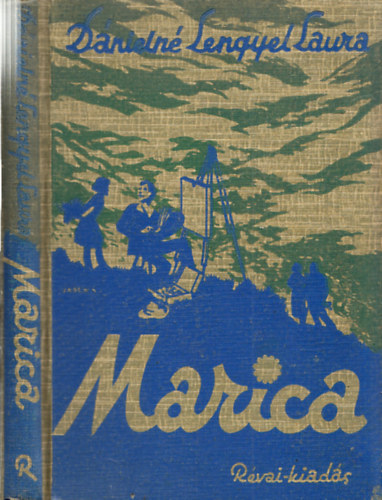 Dánielné Lengyel Laura
Marica
Révai-kiadás
Dánielné Lengyel Laura
Marica
R